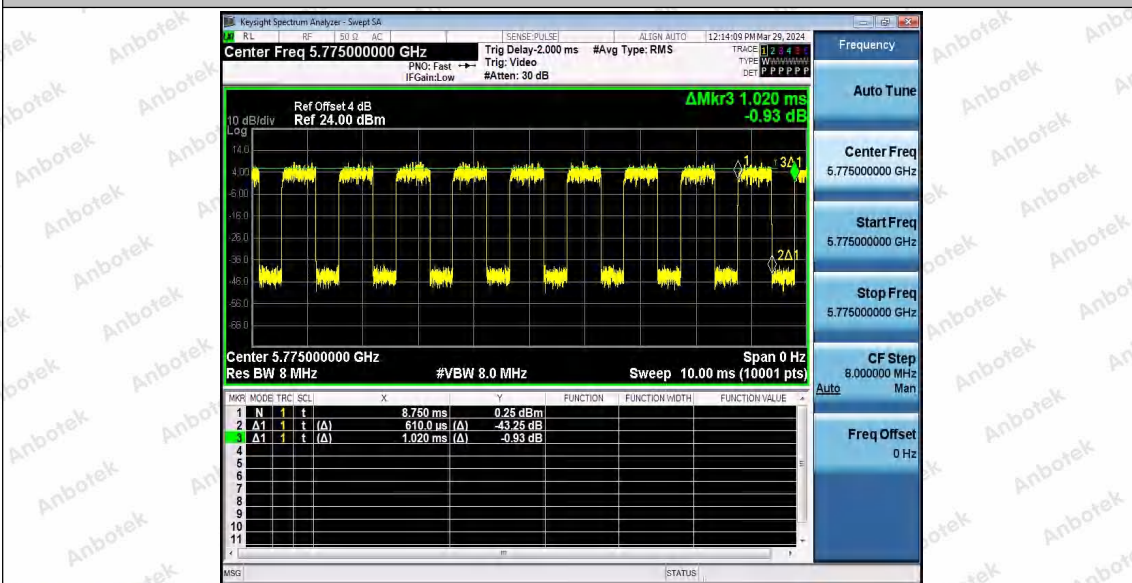 Keysight Spectrum Analyzer - Swept SA
RL RF 50 Ω AC SENSE:PULSE ALIGN AUTO 12:14:09 PM Mar 29, 2024
Center Freq 5.775000000 GHz
PNO: Fast
IFGain:Low
Trig Delay-2.000 ms #Avg Type: RMS
Trig: Video
#Atten: 30 dB
TRACE 1 2 3 4 5 6
TYPE W
DET P P P P P P
Ref Offset 4 dB
10 dB/div Ref 24.00 dBm
Log
ΔMkr3 1.020 ms
-0.93 dB
14.0
4.00
-6.00
-16.0
-26.0
-36.0
-46.0
-56.0
-66.0
1
3Δ1
2Δ1
Center 5.775000000 GHz Span 0 Hz
Res BW 8 MHz #VBW 8.0 MHz Sweep 10.00 ms (10001 pts)
MKR MODE TRC SCL X Y FUNCTION FUNCTION WIDTH FUNCTION VALUE
1 N 1 t 8.750 ms 0.25 dBm
2 Δ1 1 t (Δ) 610.0 µs (Δ) -43.25 dB
3 Δ1 1 t (Δ) 1.020 ms (Δ) -0.93 dB
4
5
6
7
8
9
10
11
MSG STATUS
Frequency
Auto Tune
Center Freq
5.775000000 GHz
Start Freq
5.775000000 GHz
Stop Freq
5.775000000 GHz
CF Step
8.000000 MHz
Auto Man
Freq Offset
0 Hz
Anbotek